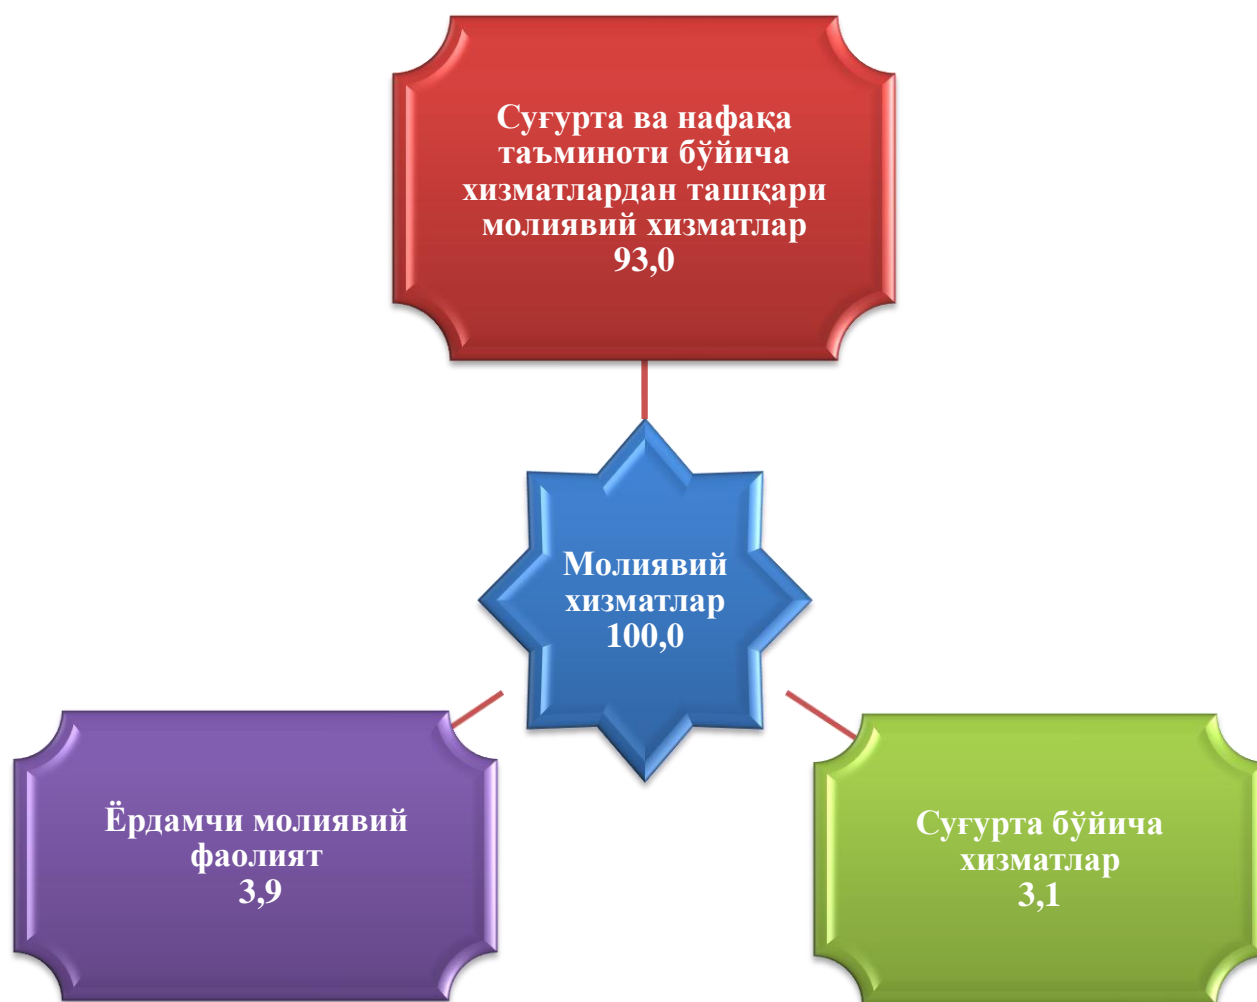 Суғурта ва нафақа
таъминоти бўйича
хизматлардан ташқари
молиявий хизматлар
93,0
Молиявий
хизматлар
100,0
Ёрдамчи молиявий
фаолият
3,9
Суғурта бўйича
хизматлар
3,1